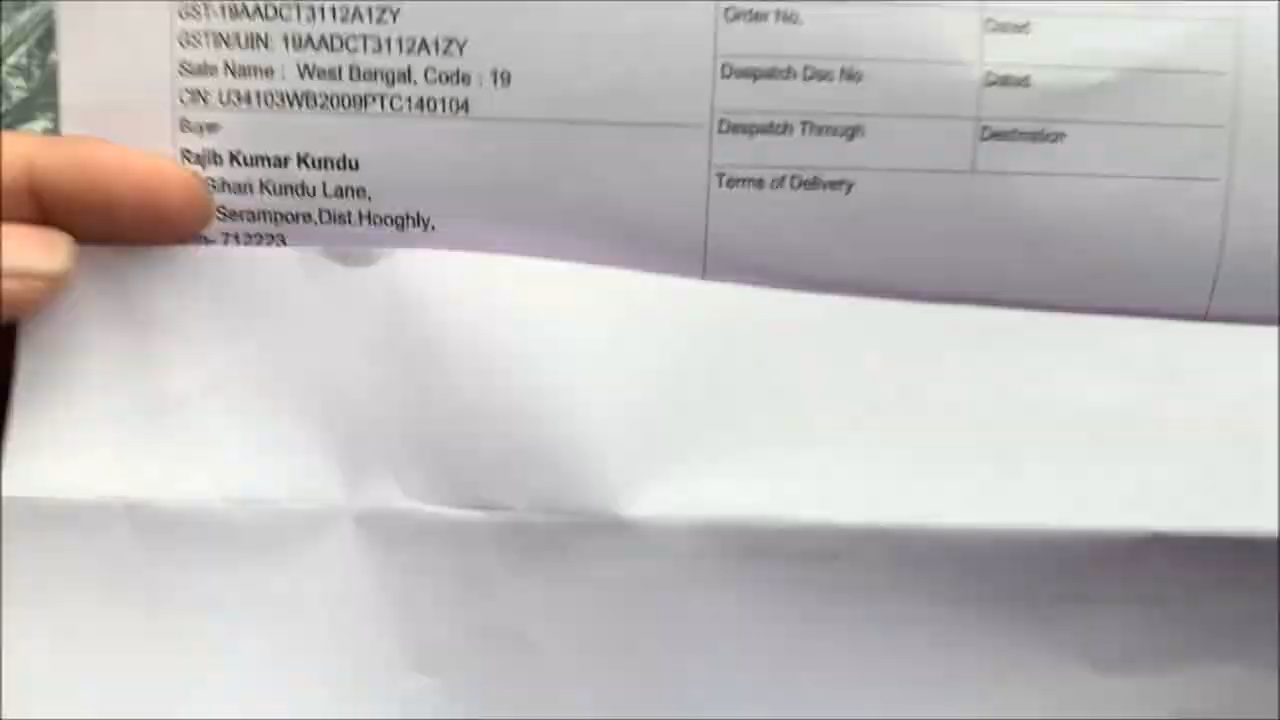 GST-19AADCT3112A1ZY
GSTIN/UIN: 19AADCT3112A1ZY
State Name : West Bengal, Code : 19
CIN: U34103WB2009PTC140104
Buyer
Rajib Kumar Kundu
Bihari Kundu Lane,
Serampore,Dist.Hooghly,
712223
Order No.
Dated
Despatch Doc No
Dated
Despatch Through
Destination
Terms of Delivery